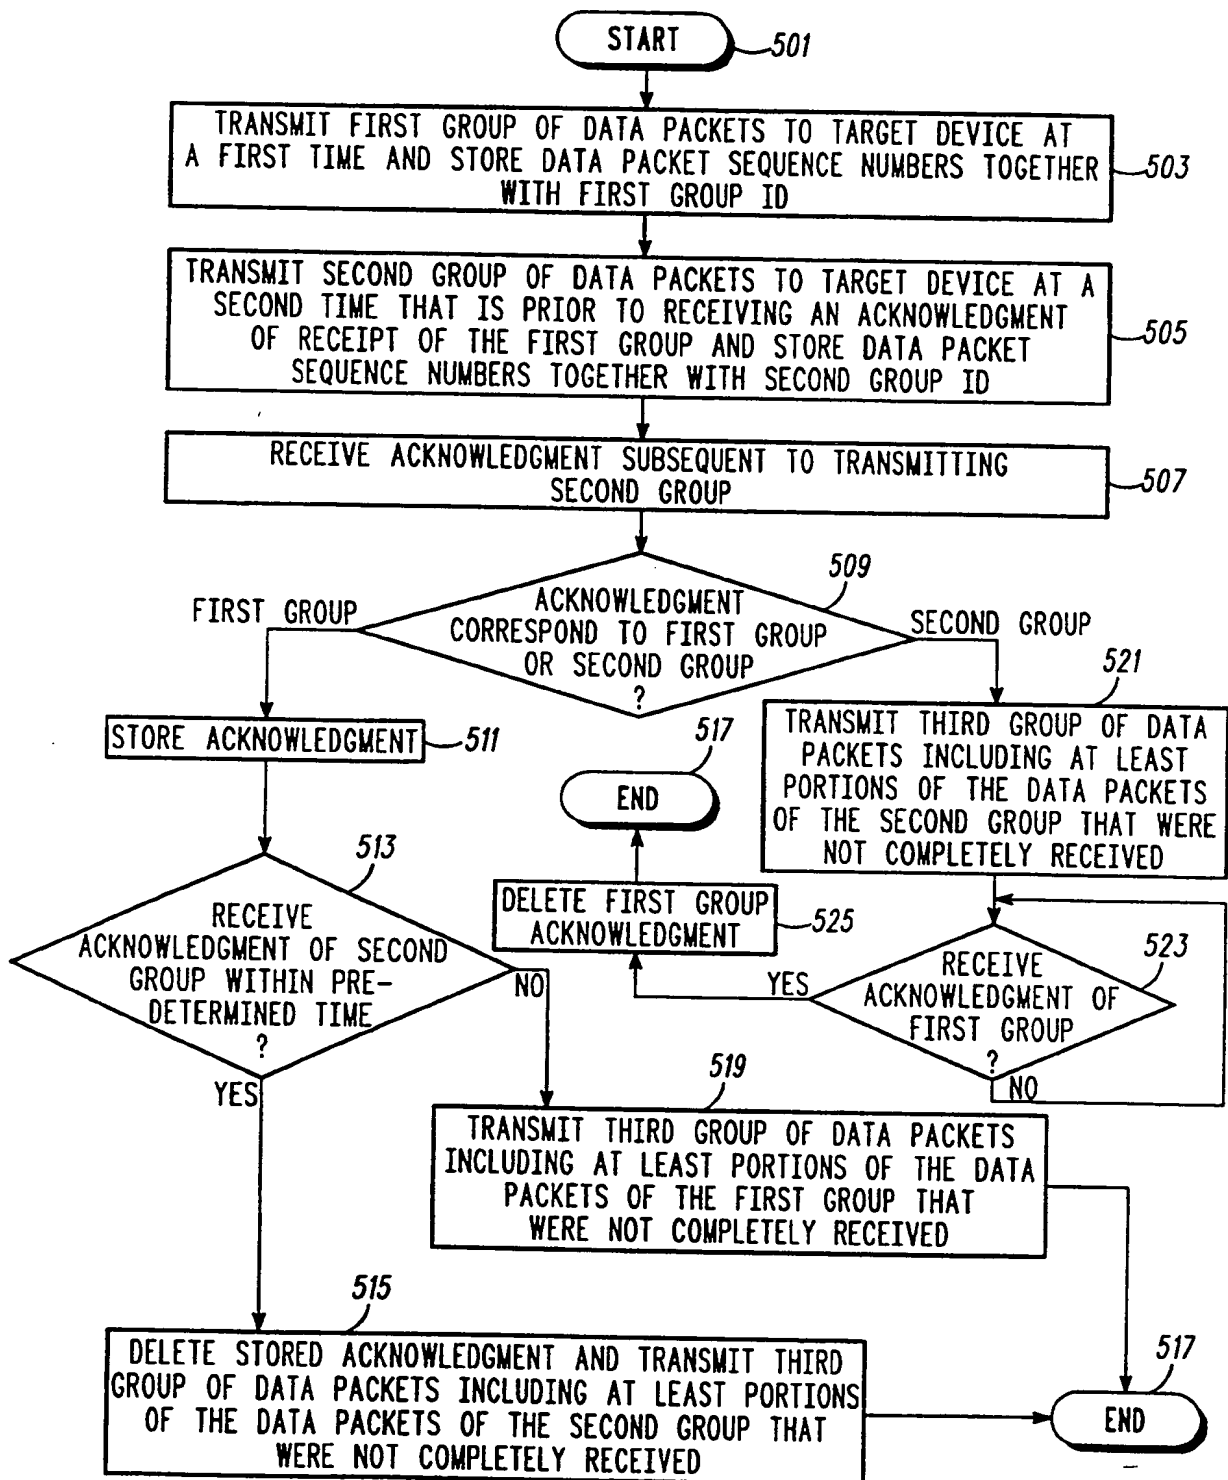 START
501
TRANSMIT FIRST GROUP OF DATA PACKETS TO TARGET DEVICE AT
A FIRST TIME AND STORE DATA PACKET SEQUENCE NUMBERS TOGETHER
WITH FIRST GROUP ID
503
TRANSMIT SECOND GROUP OF DATA PACKETS TO TARGET DEVICE AT A
SECOND TIME THAT IS PRIOR TO RECEIVING AN ACKNOWLEDGMENT
OF RECEIPT OF THE FIRST GROUP AND STORE DATA PACKET
SEQUENCE NUMBERS TOGETHER WITH SECOND GROUP ID
505
RECEIVE ACKNOWLEDGMENT SUBSEQUENT TO TRANSMITTING
SECOND GROUP
507
509
ACKNOWLEDGMENT
CORRESPOND TO FIRST GROUP
OR SECOND GROUP
?
FIRST GROUP
SECOND GROUP
STORE ACKNOWLEDGMENT
511
517
END
521
TRANSMIT THIRD GROUP OF DATA
PACKETS INCLUDING AT LEAST
PORTIONS OF THE DATA PACKETS
OF THE SECOND GROUP THAT WERE
NOT COMPLETELY RECEIVED
513
RECEIVE
ACKNOWLEDGMENT OF SECOND
GROUP WITHIN PRE-
DETERMINED TIME
?
NO
YES
DELETE FIRST GROUP
ACKNOWLEDGMENT
525
523
RECEIVE
ACKNOWLEDGMENT OF
FIRST GROUP
?
YES
NO
519
TRANSMIT THIRD GROUP OF DATA PACKETS
INCLUDING AT LEAST PORTIONS OF THE DATA
PACKETS OF THE FIRST GROUP THAT
WERE NOT COMPLETELY RECEIVED
515
DELETE STORED ACKNOWLEDGMENT AND TRANSMIT THIRD
GROUP OF DATA PACKETS INCLUDING AT LEAST PORTIONS
OF THE DATA PACKETS OF THE SECOND GROUP THAT
WERE NOT COMPLETELY RECEIVED
517
END